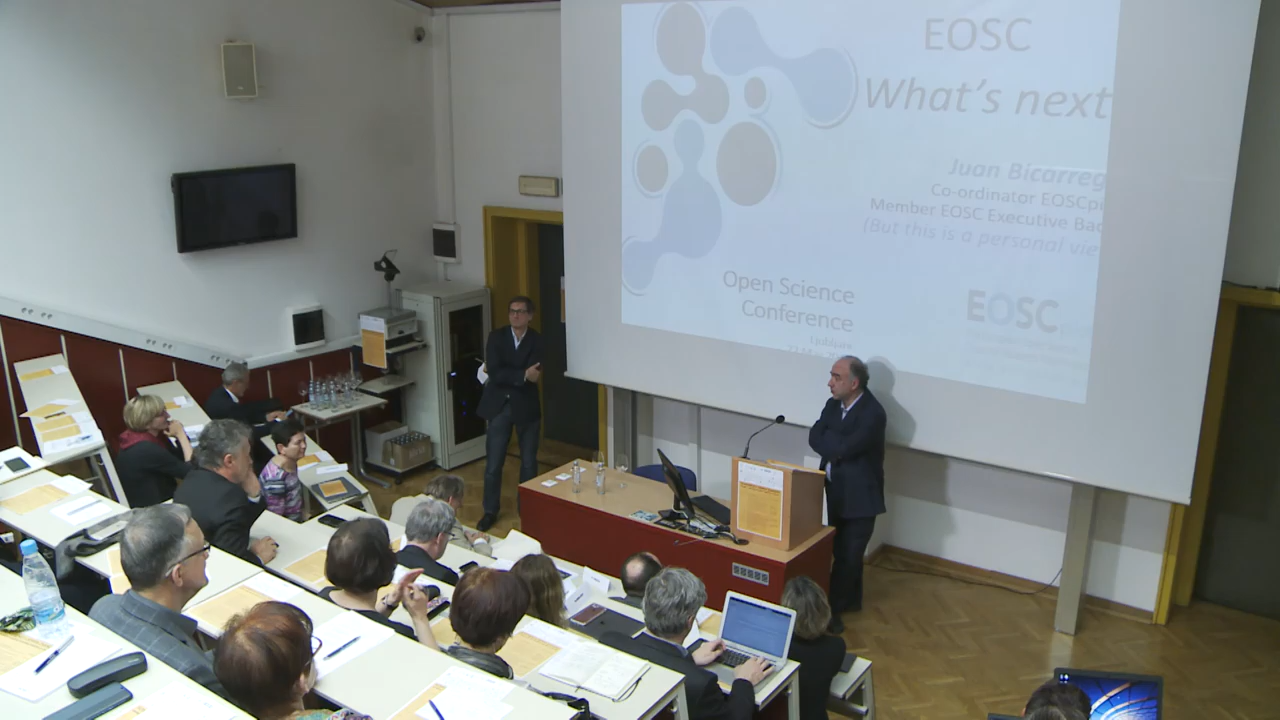 EOSC
What's next
Juan Bicarreg
Co-ordinator EOSCpi
Member EOSC Executive Bac
(But this is a personal vie
Open Science
Conference
EOSC